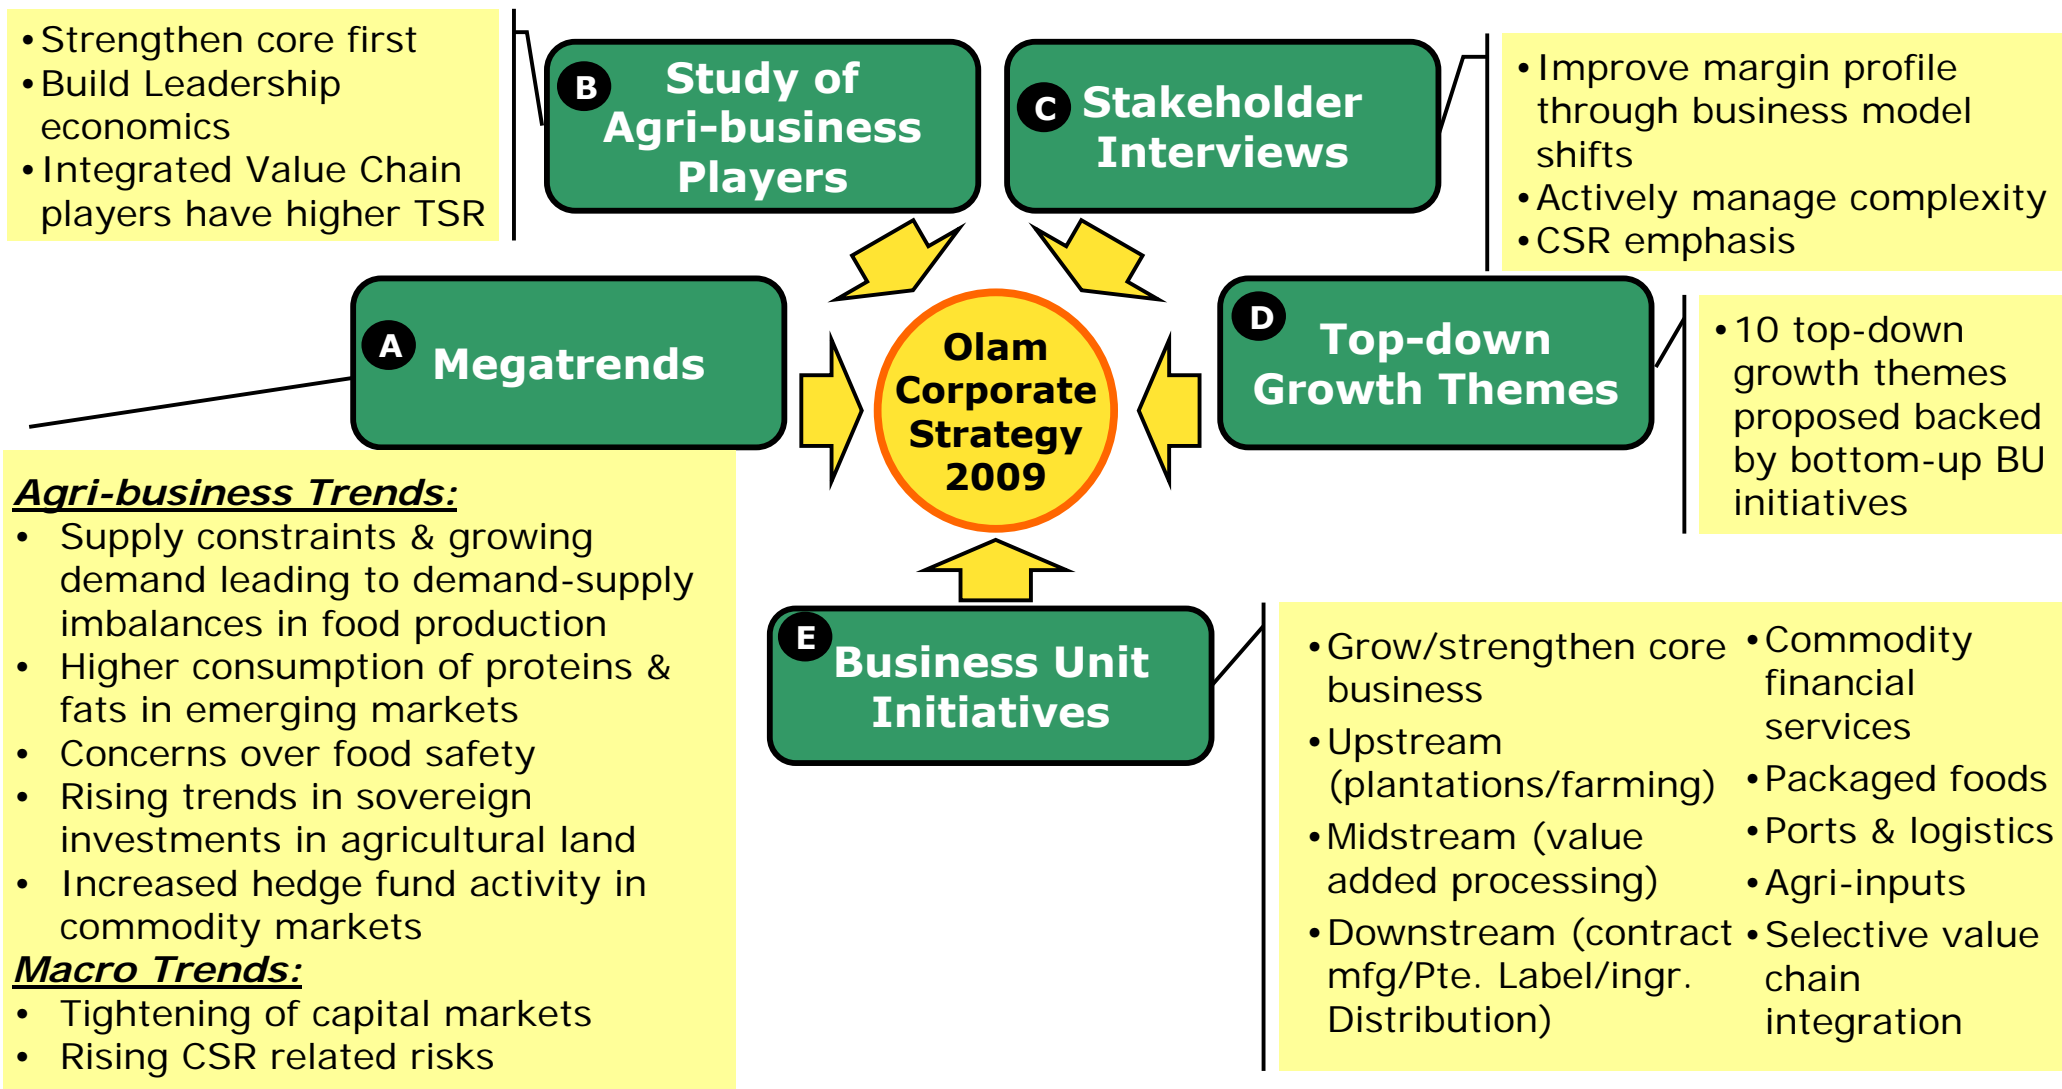 • Strengthen core first
• Build Leadership
economics
• Integrated Value Chain
players have higher TSR
B
Study of
Agri-business
Players
C
Stakeholder
Interviews
• Improve margin profile
through business model
shifts
• Actively manage complexity
• CSR emphasis
A
Megatrends
Olam
Corporate
Strategy
2009
D
Top-down
Growth Themes
• 10 top-down
growth themes
proposed backed
by bottom-up BU
initiatives
Agri-business Trends:
• Supply constraints & growing
demand leading to demand-supply
imbalances in food production
• Higher consumption of proteins &
fats in emerging markets
• Concerns over food safety
• Rising trends in sovereign
investments in agricultural land
• Increased hedge fund activity in
commodity markets
Macro Trends:
• Tightening of capital markets
• Rising CSR related risks
E
Business Unit
Initiatives
• Grow/strengthen core
business
• Upstream
(plantations/farming)
• Midstream (value
added processing)
• Downstream (contract
mfg/Pte. Label/ingr.
Distribution)
• Commodity
financial
services
• Packaged foods
• Ports & logistics
• Agri-inputs
• Selective value
chain
integration